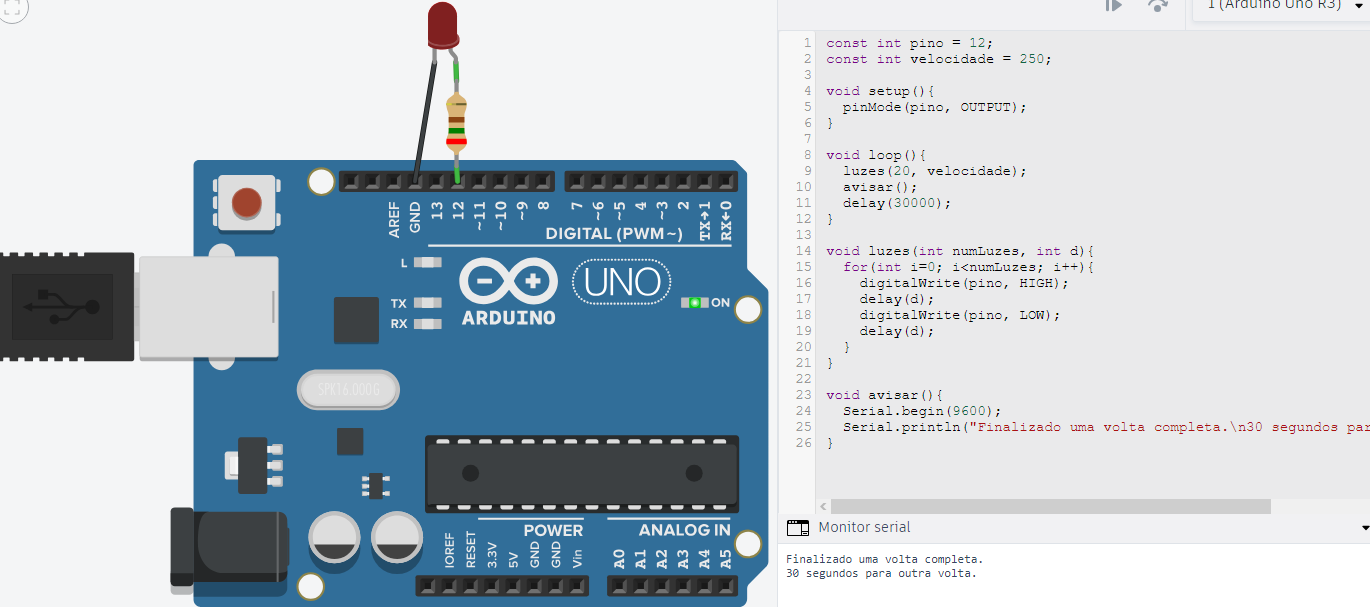 1 (Arduino Uno R3)
1 const int pino = 12;
2 const int velocidade = 250;
3
4 void setup(){
5 pinMode(pino, OUTPUT);
6 }
7
8 void loop(){
9 luzes(20, velocidade);
10 avisar();
11 delay(30000);
12 }
13
14 void luzes(int numLuzes, int d){
15 for(int i=0; i<numLuzes; i++){
16 digitalWrite(pino, HIGH);
17 delay(d);
18 digitalWrite(pino, LOW);
19 delay(d);
20 }
21 }
22
23 void avisar(){
24 Serial.begin(9600);
25 Serial.println("Finalizado uma volta completa.\n30 segundos par
26 }
Monitor serial
Finalizado uma volta completa.
30 segundos para outra volta.
AREF GND 13 12 ~11 ~10 ~9 8 7 ~6 ~5 4 ~3 2 TX→1 RX←0
DIGITAL (PWM~)
L
TX
RX
UNO
ON
ARDUINO
SPK16.000G
POWER
ANALOG IN
IOREF RESET 3.3V 5V GND GND Vin A0 A1 A2 A3 A4 A5